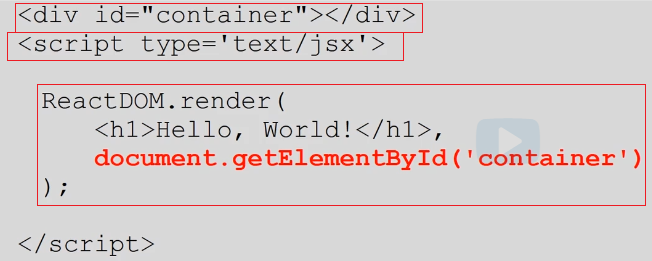 <div id="container"></div>
<script type='text/jsx'>
ReactDOM.render(
<h1>Hello, World!</h1>,
document.getElementById('container')
);
</script>